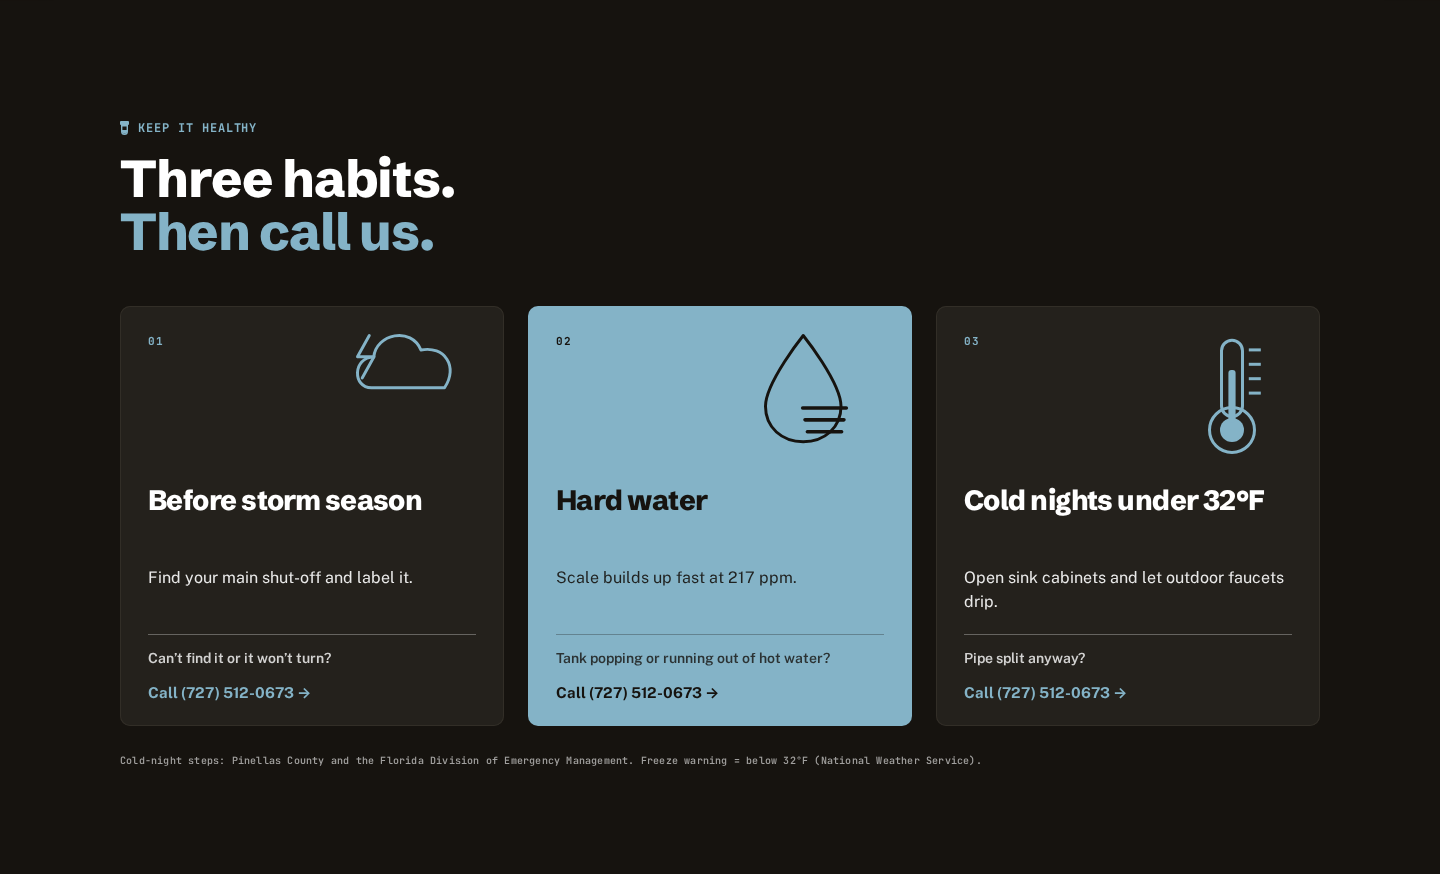 KEEP IT HEALTHY
Three habits.
Then call us.
01
Before storm season
Find your main shut-off and label it.
Can’t find it or it won’t turn?
Call (727) 512-0673 →
02
Hard water
Scale builds up fast at 217 ppm.
Tank popping or running out of hot water?
Call (727) 512-0673 →
03
Cold nights under 32°F
Open sink cabinets and let outdoor faucets
drip.
Pipe split anyway?
Call (727) 512-0673 →
Cold-night steps: Pinellas County and the Florida Division of Emergency Management. Freeze warning = below 32°F (National Weather Service).